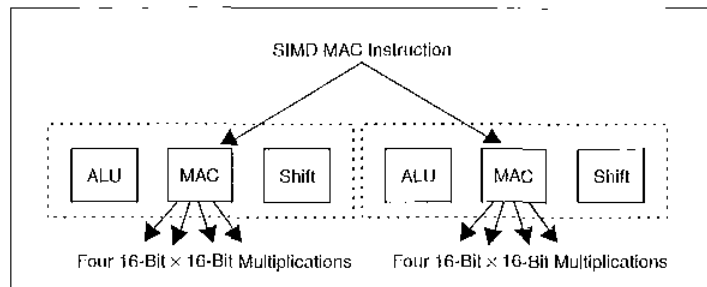 SIMD MAC Instruction
ALU MAC Shift ALU MAC Shift
Four 16-Bit × 16-Bit Multiplications Four 16-Bit × 16-Bit Multiplications